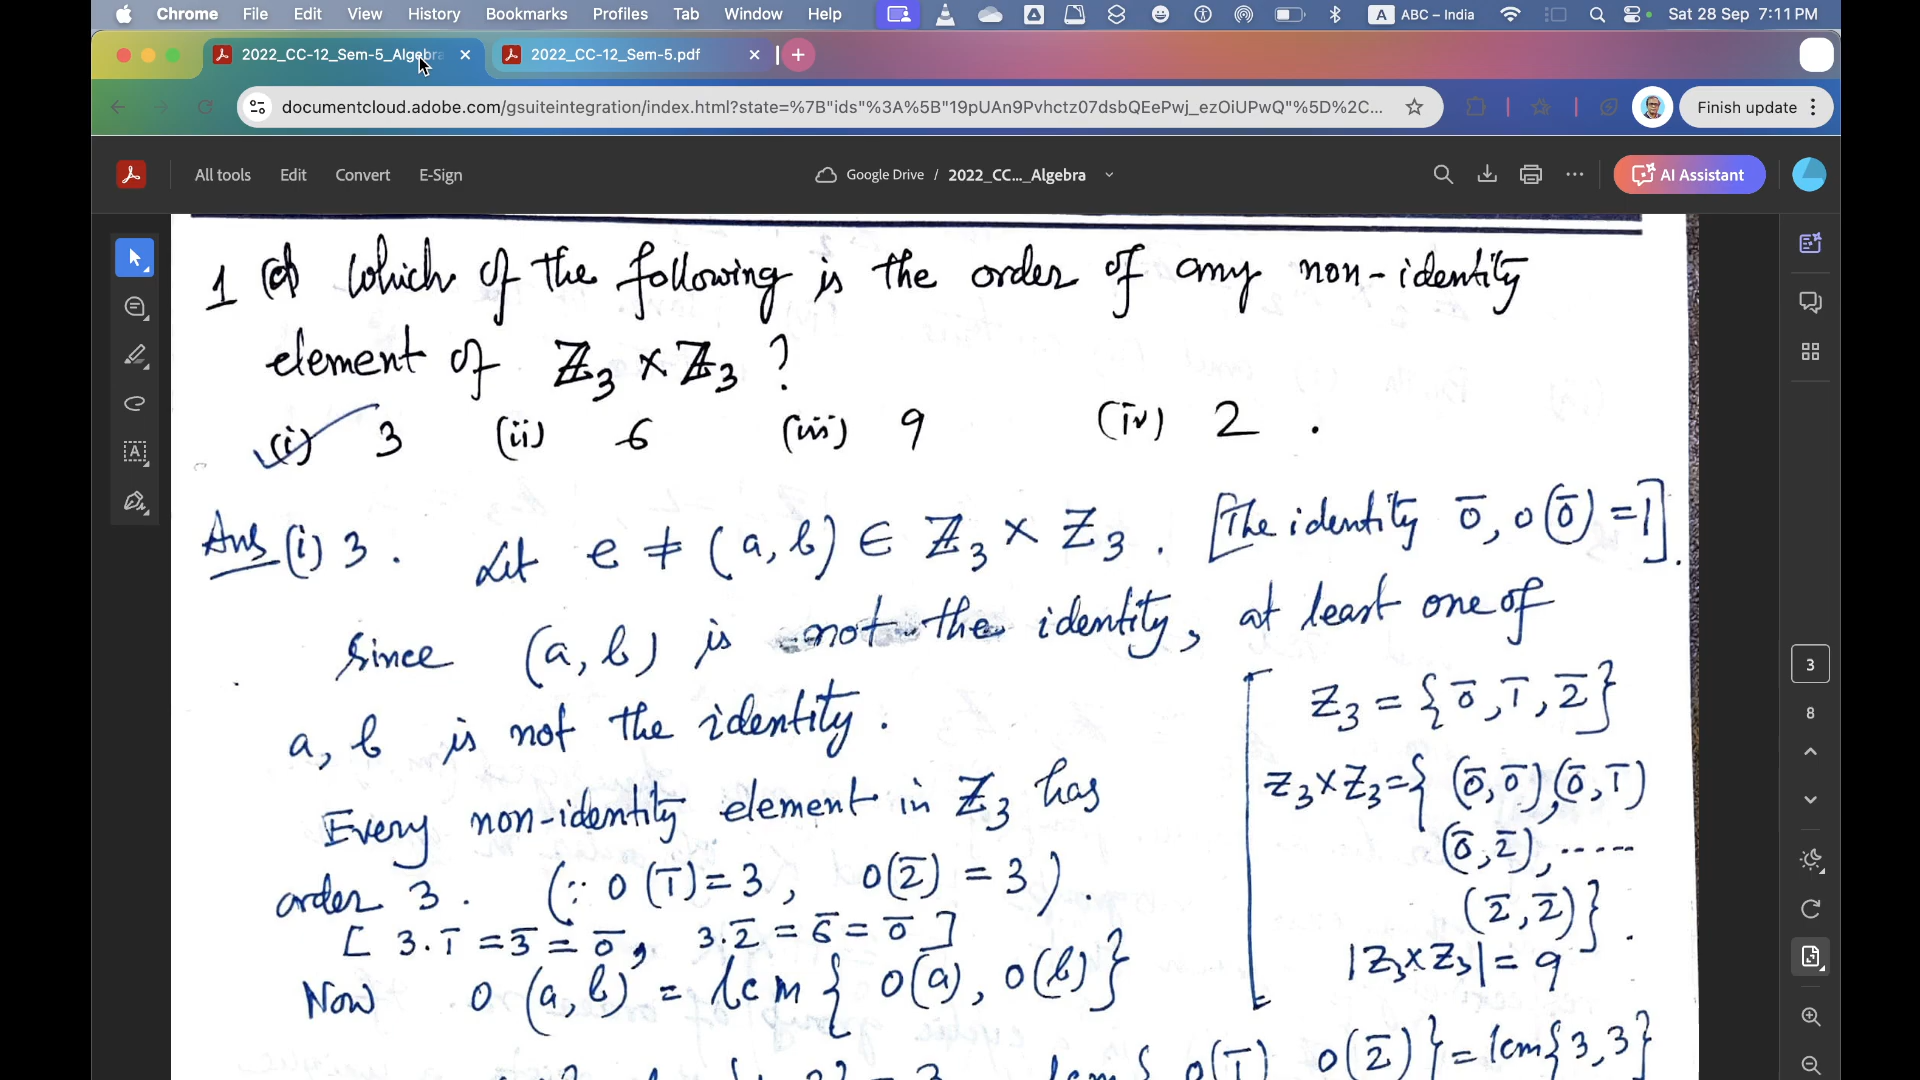 Chrome File Edit View History Bookmarks Profiles Tab Window Help A ABC – India Sat 28 Sep 7:11 PM
2022_CC-12_Sem-5_Algebra 2022_CC-12_Sem-5.pdf
documentcloud.adobe.com/gsuiteintegration/index.html?state=%7B"ids"%3A%5B"19pUAn9Pvhctz07dsbQEePwj_ezOiUPwQ"%5D%2C... Finish update
All tools Edit Convert E-Sign Google Drive / 2022_CC..._Algebra AI Assistant
1 (d) Which of the following is the order of any non-identity
element of Z₃ × Z₃ ?
(i) 3 (ii) 6 (iii) 9 (iv) 2 .
Ans (i) 3 . Let e ≠ (a, b) ∈ Z₃ × Z₃ . [The identity 0̄, o(0̄) = 1].
Since (a, b) is not the identity, at least one of
a, b is not the identity .
Z₃ = {0̄, 1̄, 2̄}
Every non-identity element in Z₃ has
Z₃×Z₃ = { (0̄,0̄), (0̄,1̄)
(0̄,2̄), .....
order 3 . (∵ o(1̄) = 3 , o(2̄) = 3 ) .
(2̄,2̄)} .
[ 3.1̄ = 3̄ = 0̄, 3.2̄ = 6̄ = 0̄ ]
|Z₃×Z₃| = 9
Now o(a, b) = lcm { o(a), o(b) }
o(1̄) o(2̄)} = lcm{3,3}
3
8